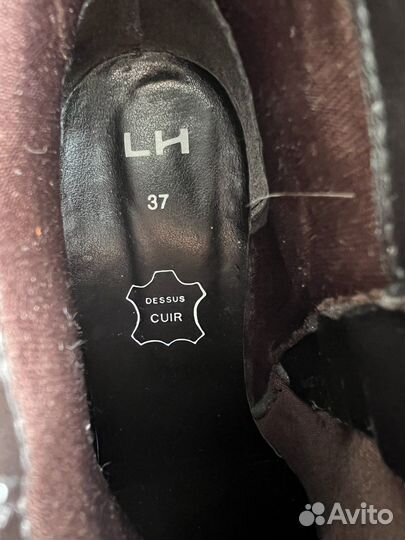 LH
37
DESSUS
CUIR
Avito